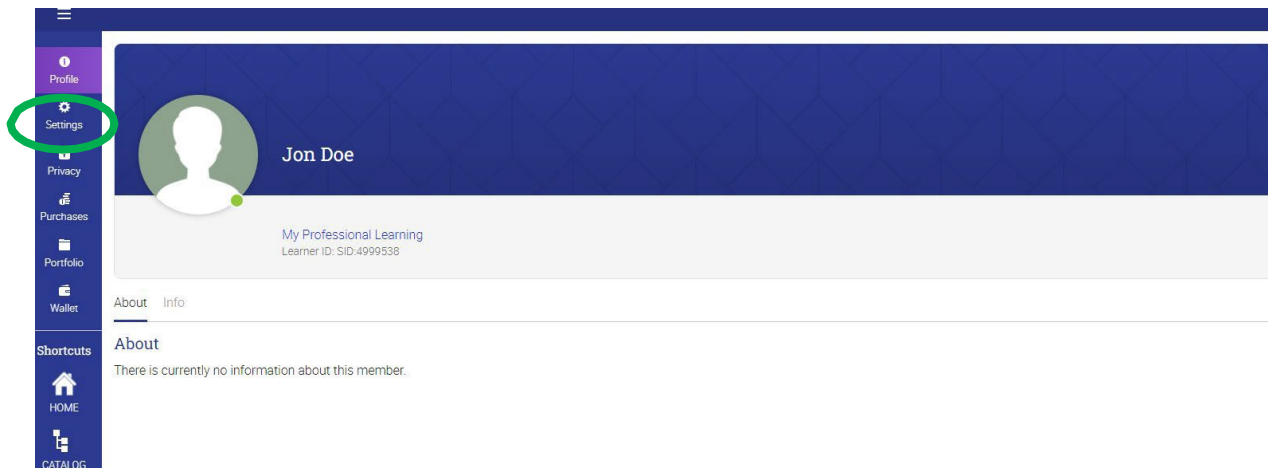 Profile
Settings
Privacy
Purchases
Portfolio
Wallet
Shortcuts
HOME
CATALOG
Jon Doe
My Professional Learning
Learner ID: SID:4999538
About Info
About
There is currently no information about this member.